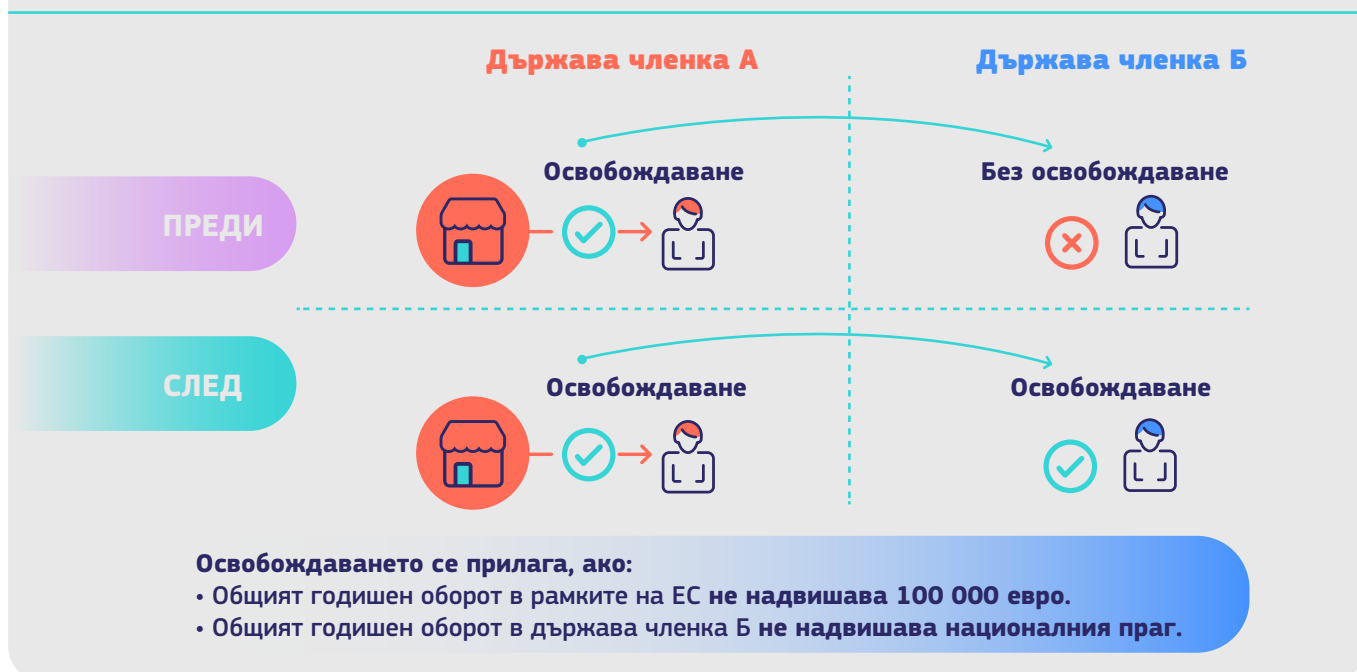 Държава членка А
Държава членка Б
Освобождаване
Без освобождаване
ПРЕДИ
Освобождаване
Освобождаване
СЛЕД
Освобождаването се прилага, ако:
• Общият годишен оборот в рамките на ЕС не надвишава 100 000 евро.
• Общият годишен оборот в държава членка Б не надвишава националния праг.